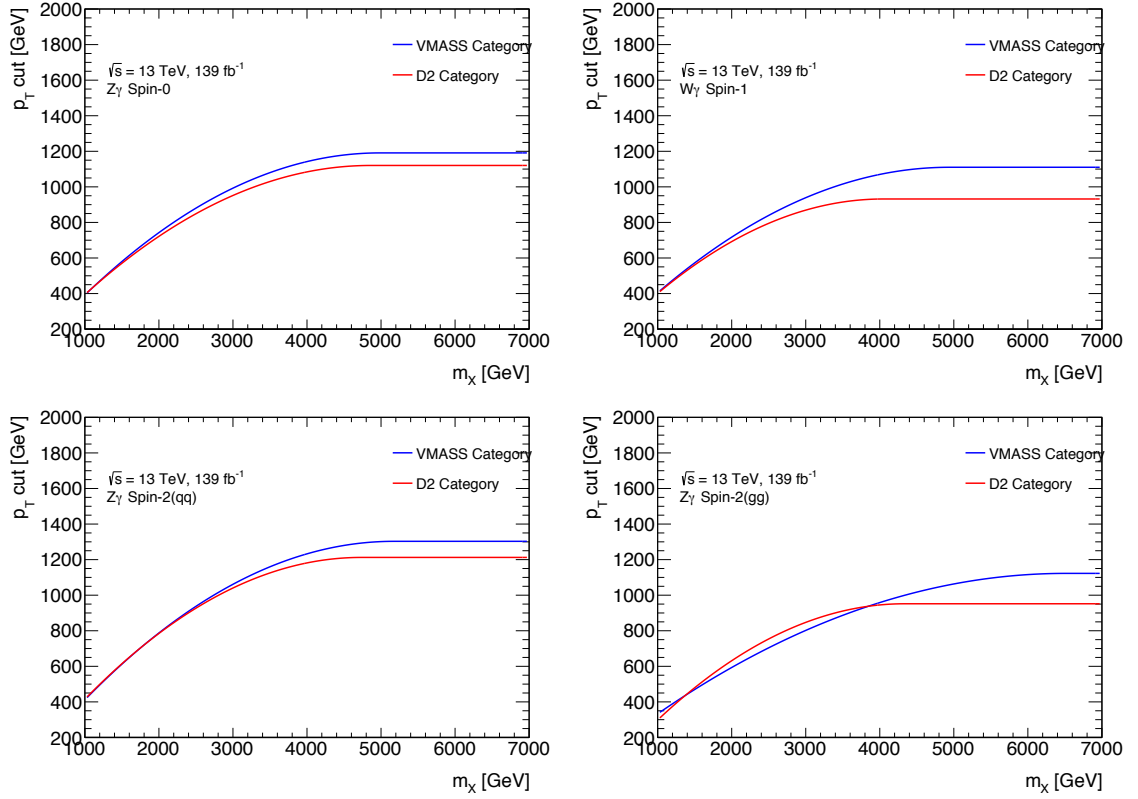 p_T cut [GeV]
2000
1800
1600
1400
1200
1000
800
600
400
200
√s = 13 TeV, 139 fb⁻¹
Zγ Spin-0
VMASS Category
D2 Category
1000 2000 3000 4000 5000 6000 7000
m_X [GeV]
p_T cut [GeV]
2000
1800
1600
1400
1200
1000
800
600
400
200
√s = 13 TeV, 139 fb⁻¹
Wγ Spin-1
VMASS Category
D2 Category
1000 2000 3000 4000 5000 6000 7000
m_X [GeV]
p_T cut [GeV]
2000
1800
1600
1400
1200
1000
800
600
400
200
√s = 13 TeV, 139 fb⁻¹
Zγ Spin-2(qq)
VMASS Category
D2 Category
1000 2000 3000 4000 5000 6000 7000
m_X [GeV]
p_T cut [GeV]
2000
1800
1600
1400
1200
1000
800
600
400
200
√s = 13 TeV, 139 fb⁻¹
Zγ Spin-2(gg)
VMASS Category
D2 Category
1000 2000 3000 4000 5000 6000 7000
m_X [GeV]